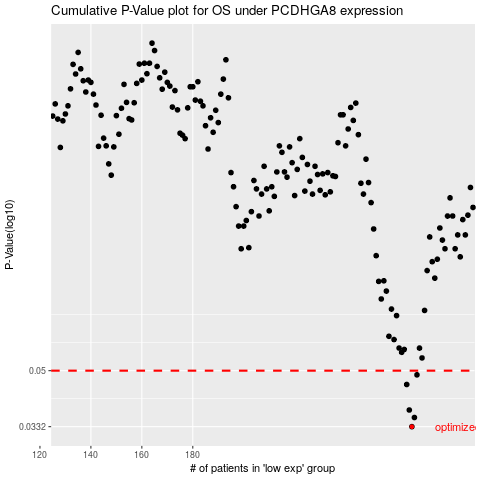 Cumulative P-Value plot for OS under PCDHGA8 expression
P-Value(log10)
0.05
optimize
0.0332
120 140 160 180
# of patients in 'low exp' group